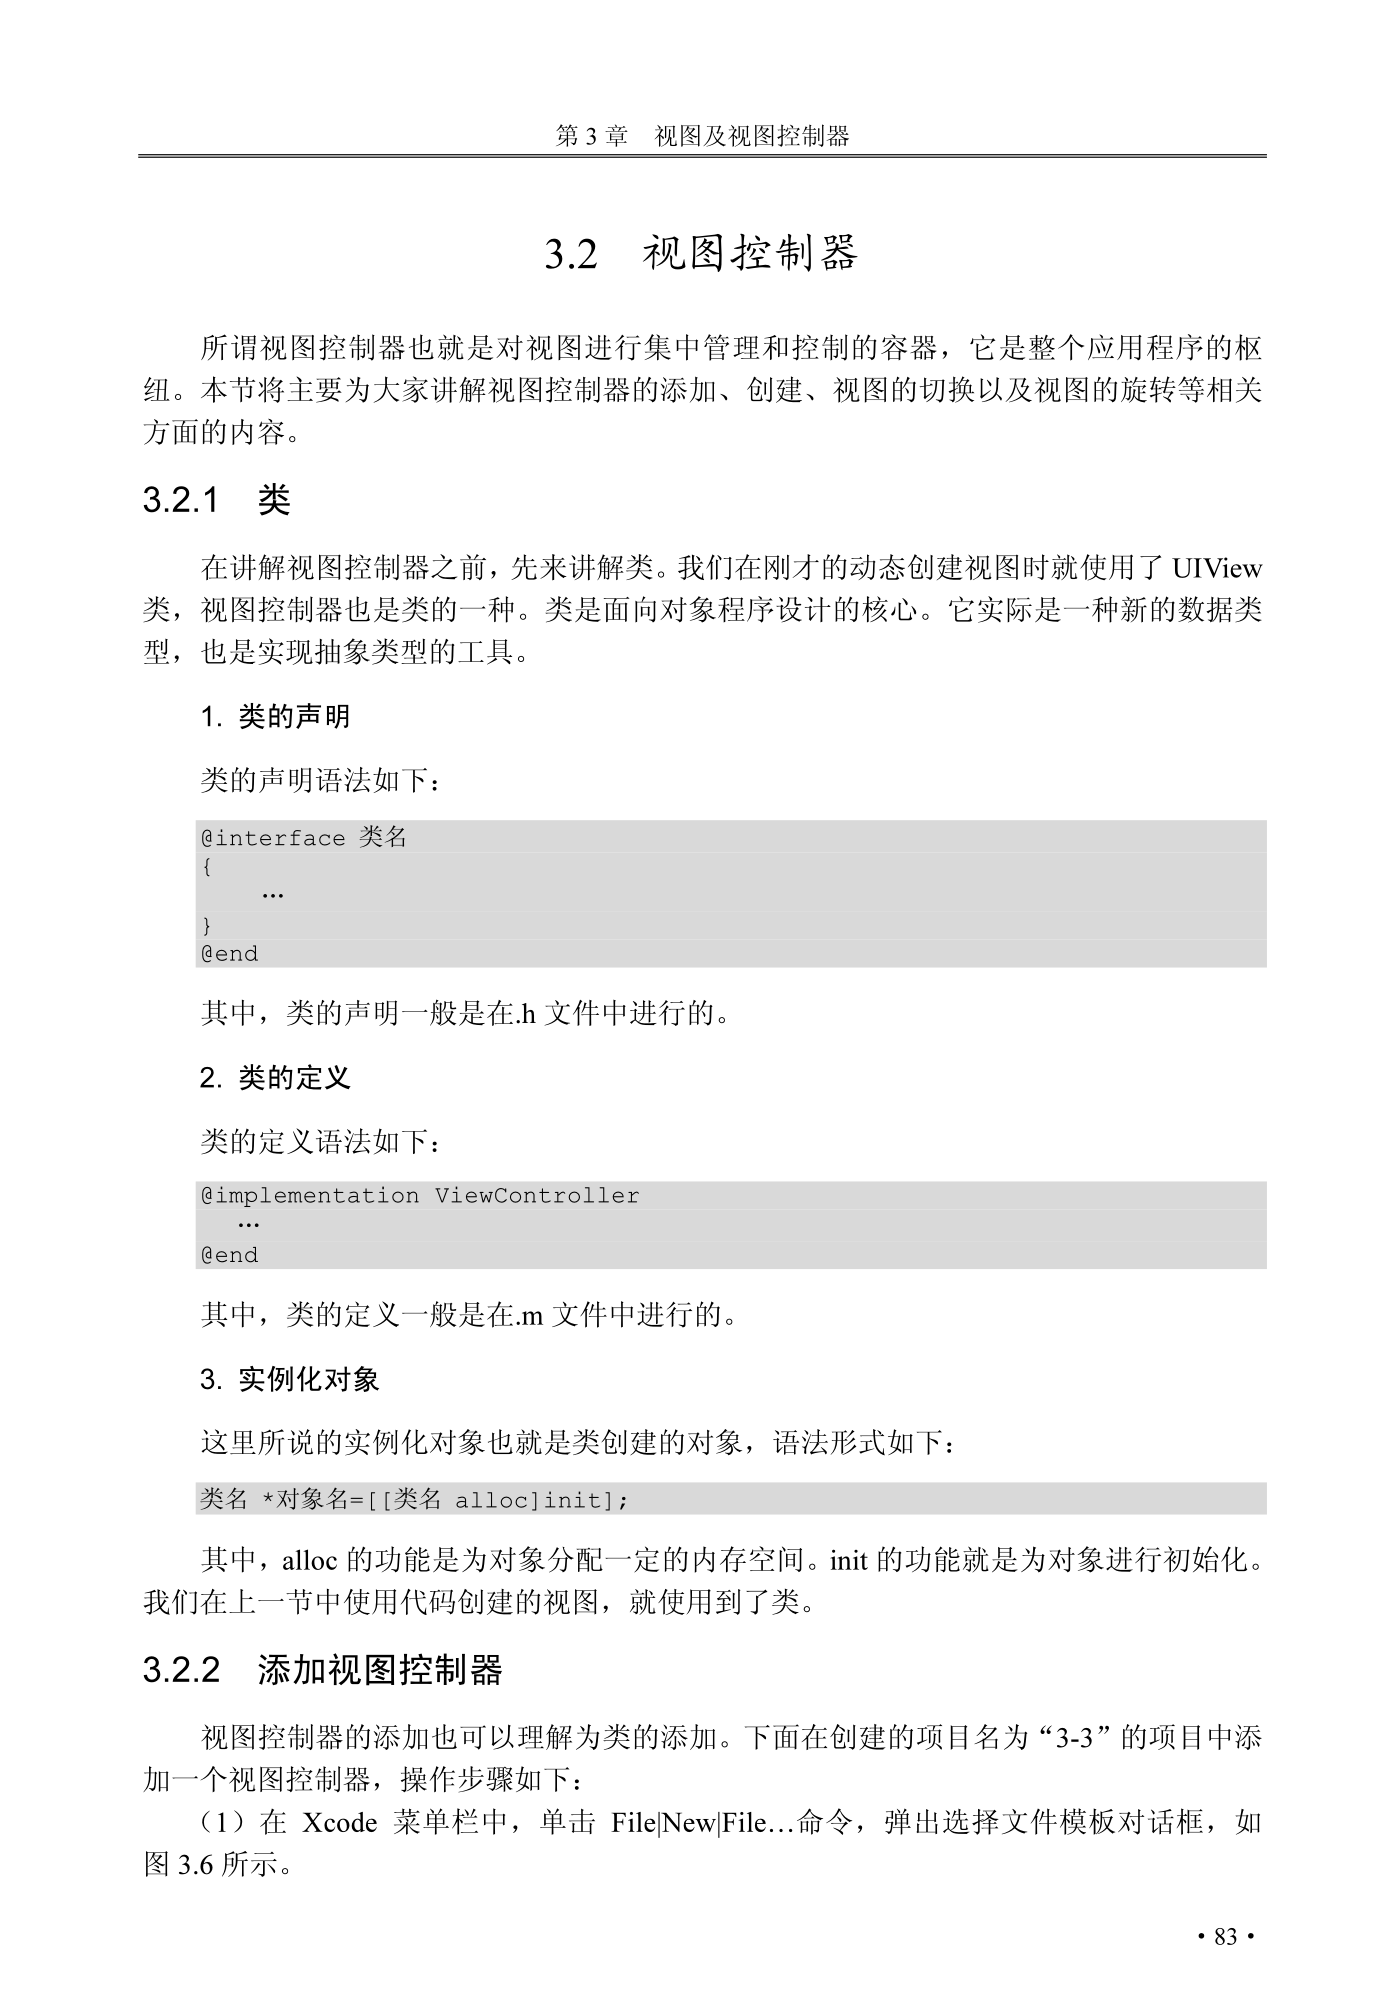 第 3 章　视图及视图控制器
3.2　视图控制器
所谓视图控制器也就是对视图进行集中管理和控制的容器，它是整个应用程序的枢
纽。本节将主要为大家讲解视图控制器的添加、创建、视图的切换以及视图的旋转等相关
方面的内容。
3.2.1　类
在讲解视图控制器之前，先来讲解类。我们在刚才的动态创建视图时就使用了 UIView
类，视图控制器也是类的一种。类是面向对象程序设计的核心。它实际是一种新的数据类
型，也是实现抽象类型的工具。
1. 类的声明
类的声明语法如下：
@interface 类名
{
…
}
@end
其中，类的声明一般是在.h 文件中进行的。
2. 类的定义
类的定义语法如下：
@implementation ViewController
…
@end
其中，类的定义一般是在.m 文件中进行的。
3. 实例化对象
这里所说的实例化对象也就是类创建的对象，语法形式如下：
类名 *对象名=[[类名 alloc]init];
其中，alloc 的功能是为对象分配一定的内存空间。init 的功能就是为对象进行初始化。
我们在上一节中使用代码创建的视图，就使用到了类。
3.2.2　添加视图控制器
视图控制器的添加也可以理解为类的添加。下面在创建的项目名为“3-3”的项目中添
加一个视图控制器，操作步骤如下：
（1）在 Xcode 菜单栏中，单击 File|New|File…命令，弹出选择文件模板对话框，如
图 3.6 所示。
• 83 •